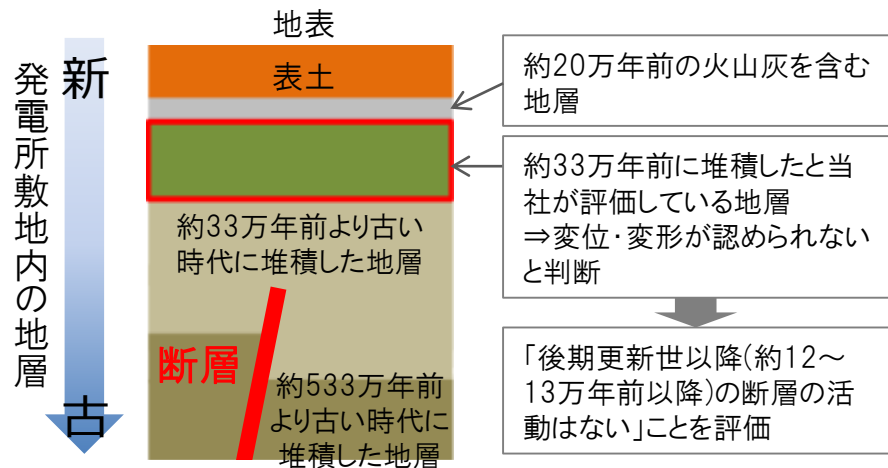 地表
新
発電所敷地内の地層
古
表土
約33万年前より古い
時代に堆積した地層
断層
約533万年前
より古い時代に
堆積した地層
約20万年前の火山灰を含む
地層
約33万年前に堆積したと当
社が評価している地層
⇒変位・変形が認められない
と判断
「後期更新世以降(約12～
13万年前以降)の断層の活
動はない」ことを評価